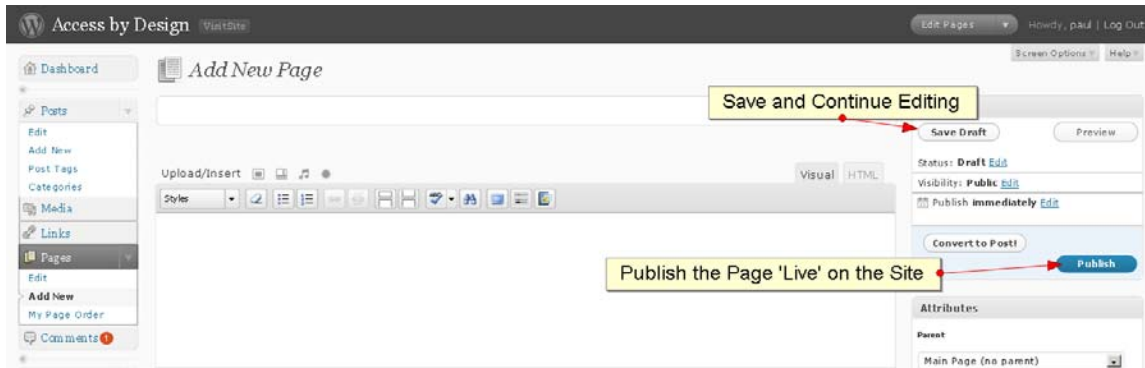 Access by Design Visit Site
Edit Pages
Howdy, paul | Log Out
Screen Options
Help
Dashboard
Add New Page
Posts
Edit
Add New
Post Tags
Categories
Media
Links
Pages
Edit
Add New
My Page Order
Comments 1
Upload/Insert
Visual HTML
Styles
Save and Continue Editing
Save Draft Preview
Status: Draft Edit
Visibility: Public Edit
Publish immediately Edit
Convert to Post!
Publish the Page 'Live' on the Site
Publish
Attributes
Parent
Main Page (no parent)